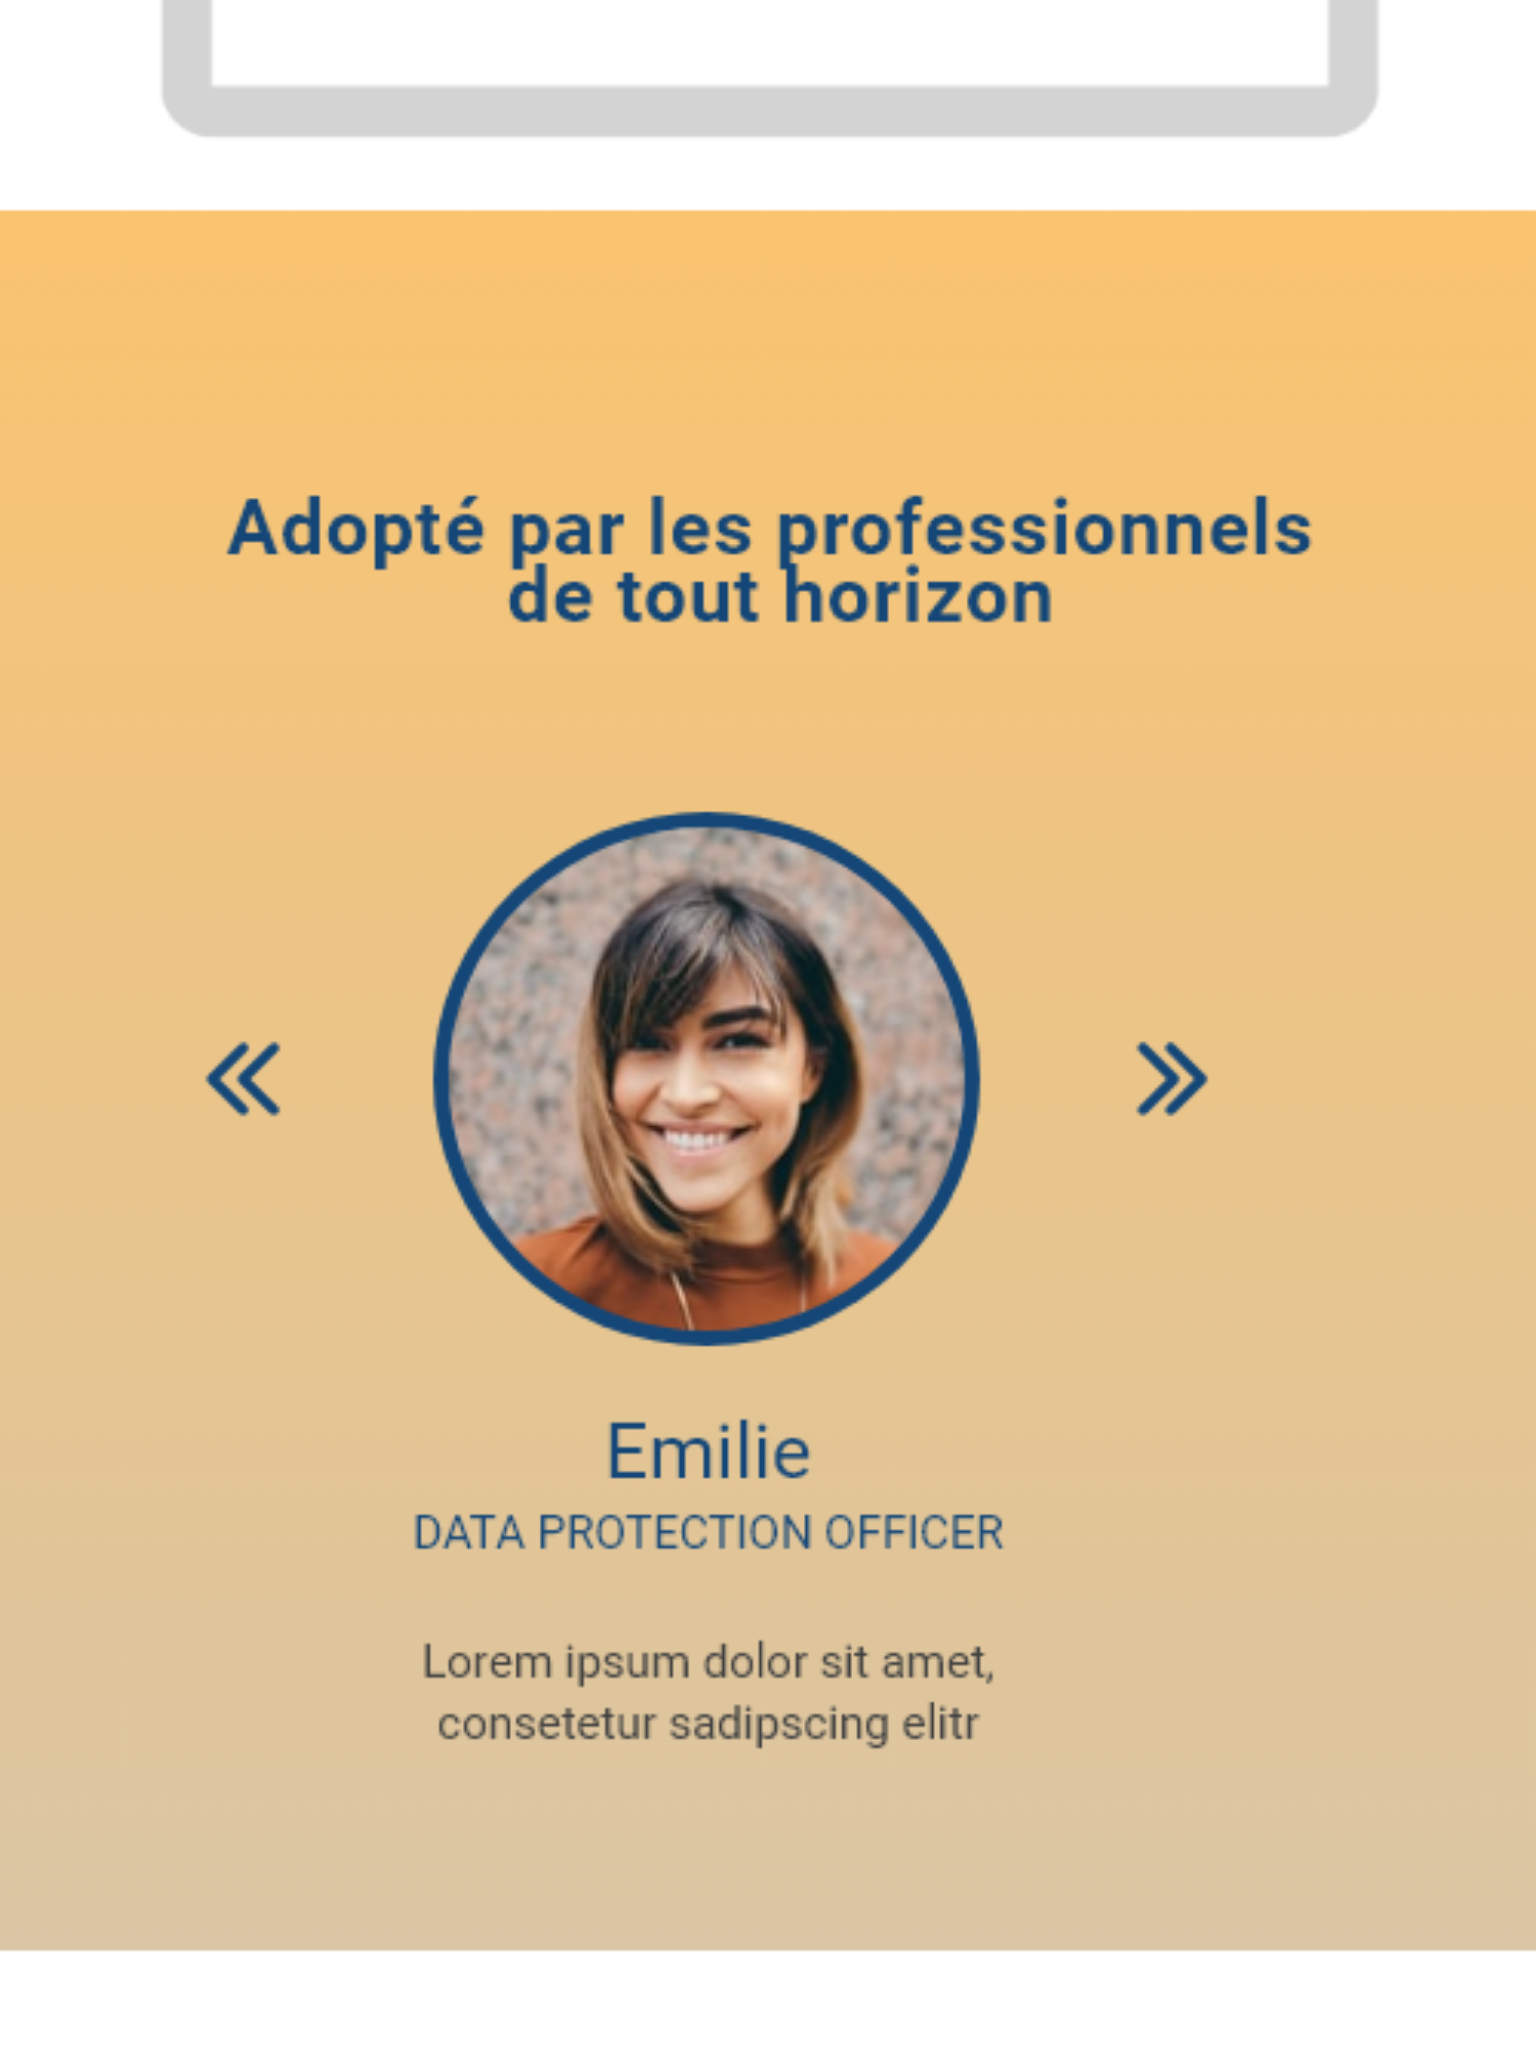 Adopté par les professionnels
de tout horizon
Emilie
DATA PROTECTION OFFICER
Lorem ipsum dolor sit amet,
consetetur sadipscing elitr